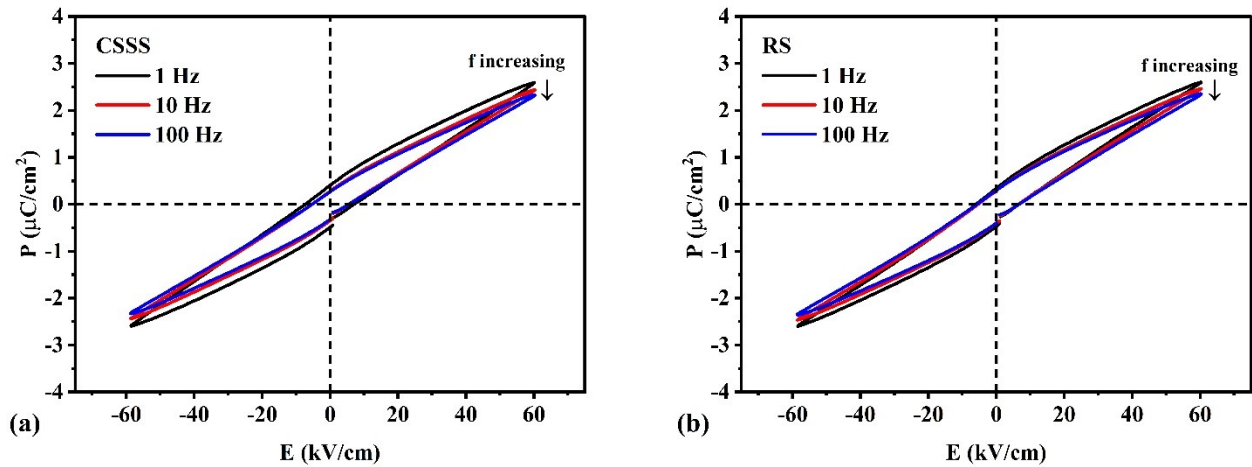 CSSS
1 Hz
10 Hz
100 Hz
f increasing
↓
P (μC/cm²)
4
3
2
1
0
-1
-2
-3
-4
-60 -40 -20 0 20 40 60
E (kV/cm)
(a)
RS
1 Hz
10 Hz
100 Hz
f increasing
↓
P (μC/cm²)
4
3
2
1
0
-1
-2
-3
-4
-60 -40 -20 0 20 40 60
E (kV/cm)
(b)